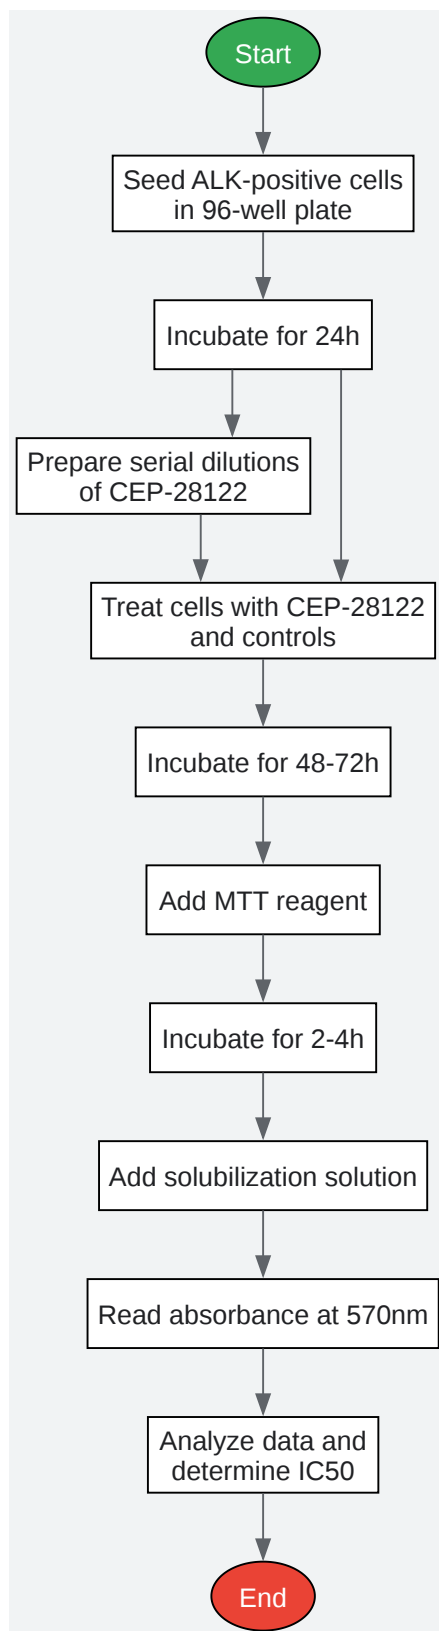 Start
Seed ALK-positive cells
in 96-well plate
Incubate for 24h
Prepare serial dilutions
of CEP-28122
Treat cells with CEP-28122
and controls
Incubate for 48-72h
Add MTT reagent
Incubate for 2-4h
Add solubilization solution
Read absorbance at 570nm
Analyze data and
determine IC50
End